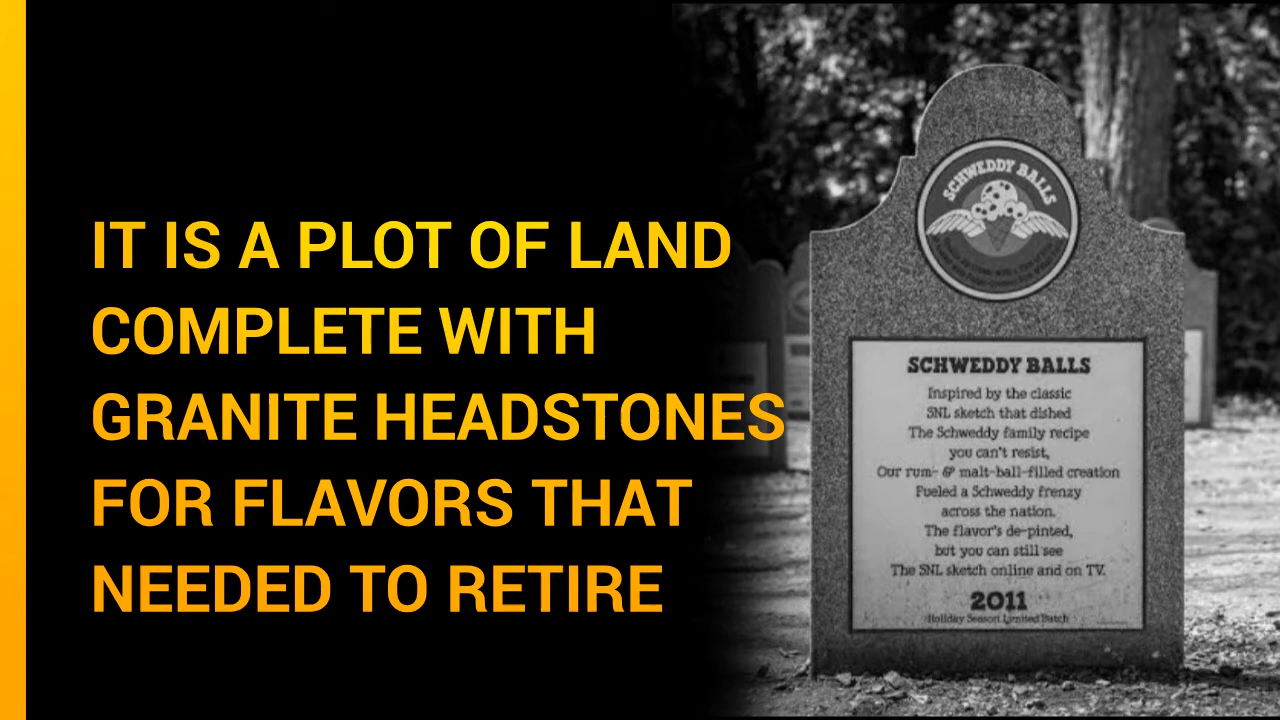 IT IS A PLOT OF LAND
COMPLETE WITH
GRANITE HEADSTONES
FOR FLAVORS THAT
NEEDED TO RETIRE
SCHWEDDY BALLS
SCHWEDDY BALLS
Inspired by the classic
SNL sketch that dished
The Schweddy family recipe
you can't resist,
Our rum- & malt-ball-filled creation
Fueled a Schweddy frenzy
across the nation.
The flavor's de-pinted,
but you can still see
The SNL sketch online and on TV.
2011
Holiday Season Limited Batch